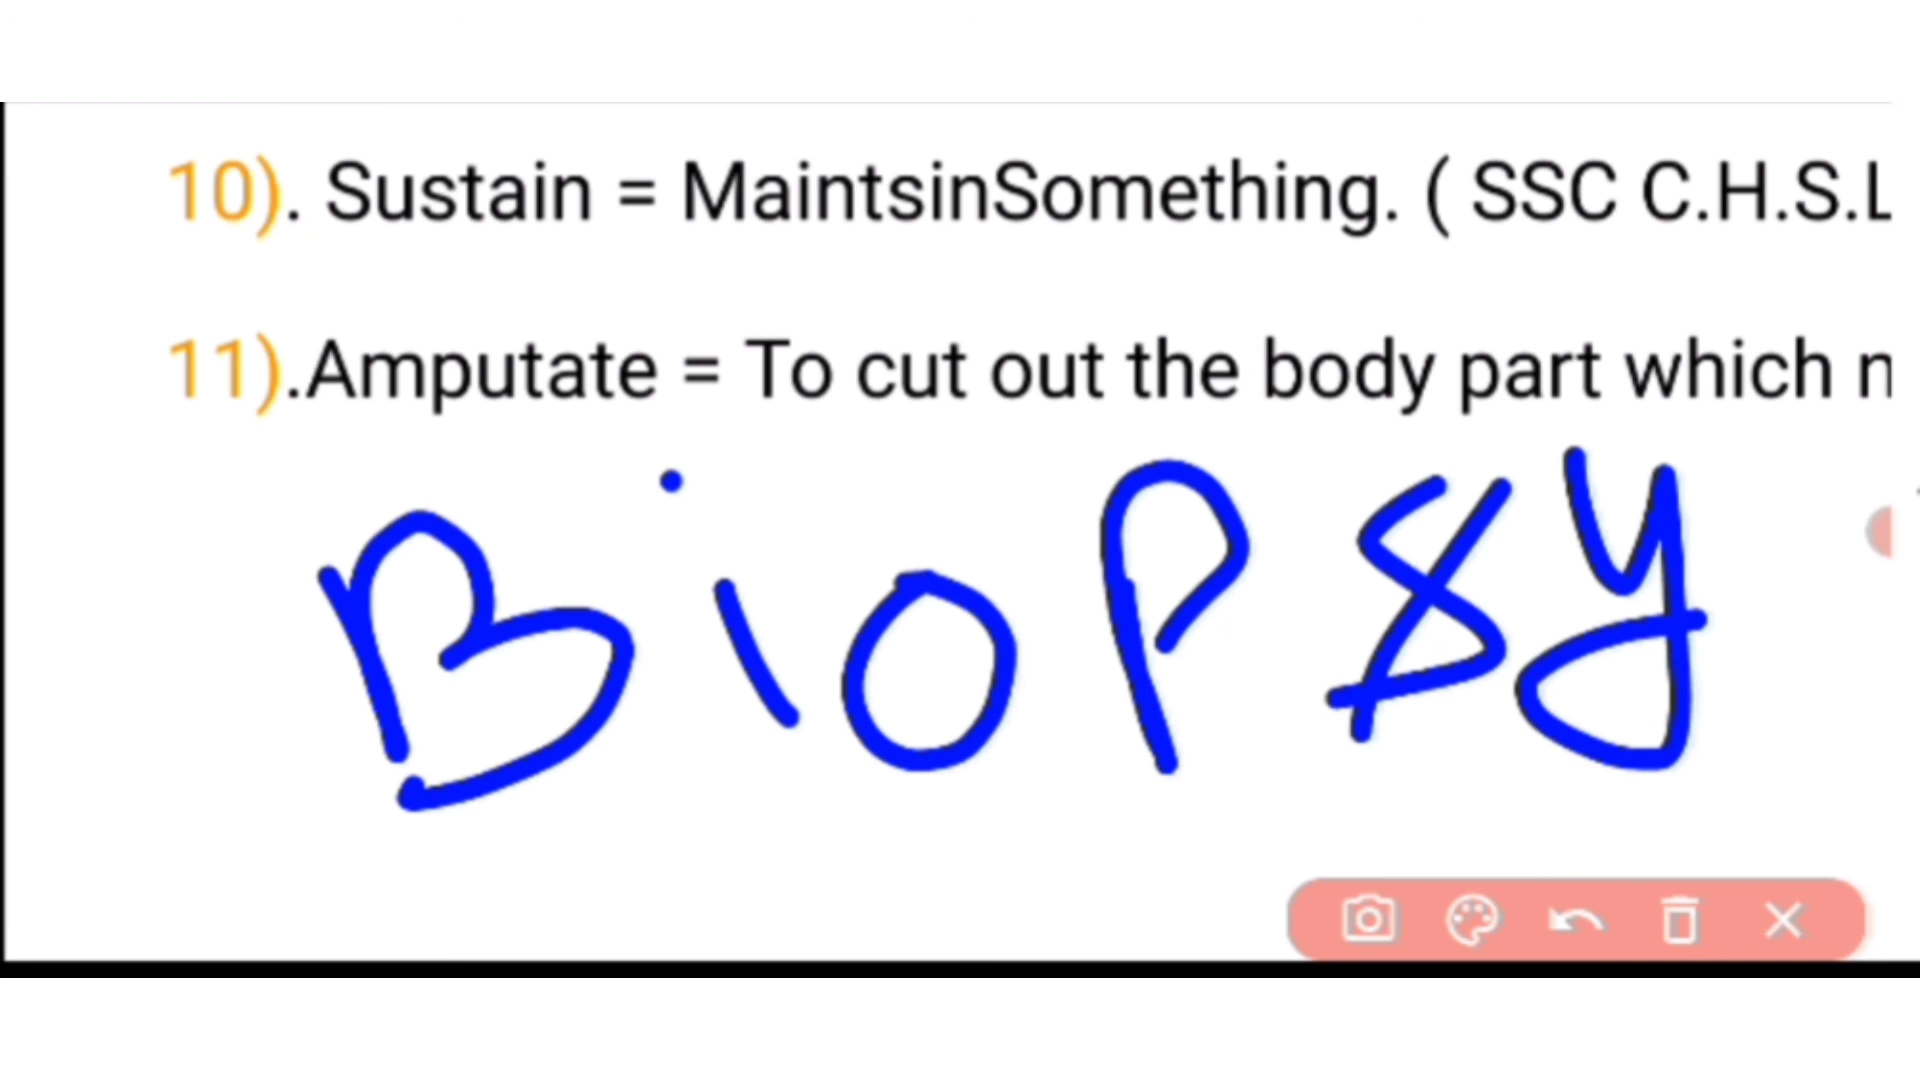 10). Sustain = MaintsinSomething. ( SSC C.H.S.L
11).Amputate = To cut out the body part which n
BioPsy